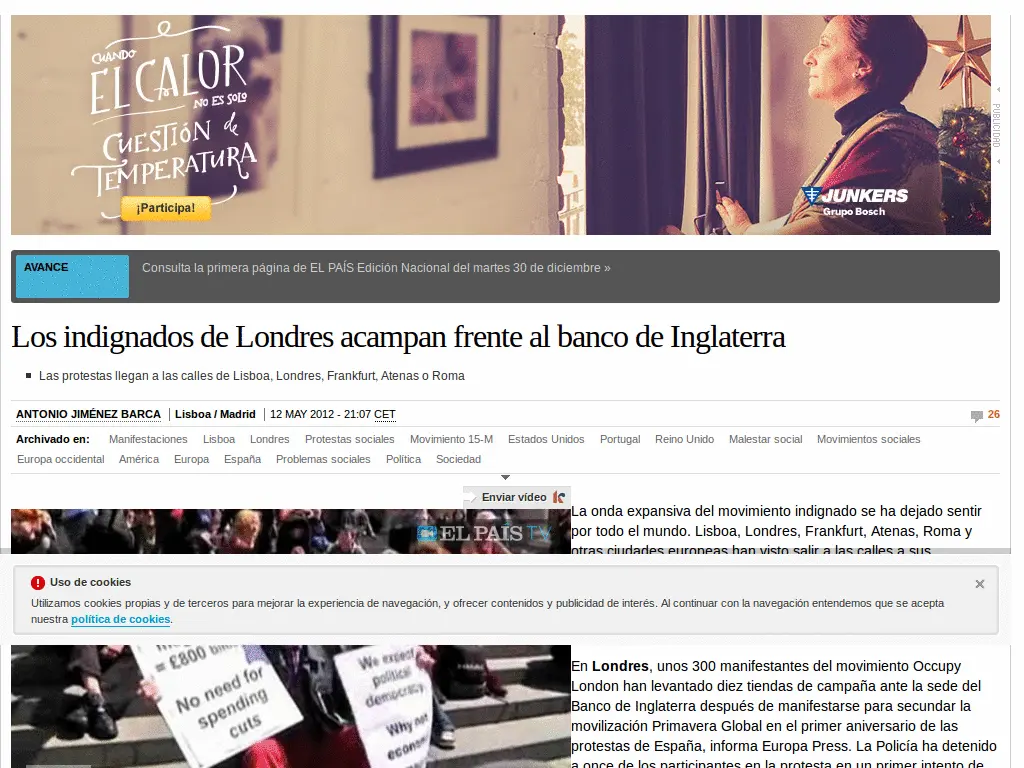 CUANDO
EL CALOR
NO ES SOLO
CUESTIÓN de
TEMPERATURA
¡Participa!
JUNKERS
Grupo Bosch
PUBLICIDAD
AVANCE
Consulta la primera página de EL PAÍS Edición Nacional del martes 30 de diciembre »
Los indignados de Londres acampan frente al banco de Inglaterra
Las protestas llegan a las calles de Lisboa, Londres, Frankfurt, Atenas o Roma
ANTONIO JIMÉNEZ BARCA | Lisboa / Madrid | 12 MAY 2012 - 21:07 CET
26
Archivado en: Manifestaciones Lisboa Londres Protestas sociales Movimiento 15-M Estados Unidos Portugal Reino Unido Malestar social Movimientos sociales
Europa occidental América Europa España Problemas sociales Política Sociedad
Enviar vídeo
EL PAÍS TV
La onda expansiva del movimiento indignado se ha dejado sentir
por todo el mundo. Lisboa, Londres, Frankfurt, Atenas, Roma y
otras ciudades europeas han visto salir a las calles a sus
Uso de cookies
Utilizamos cookies propias y de terceros para mejorar la experiencia de navegación, y ofrecer contenidos y publicidad de interés. Al continuar con la navegación entendemos que se acepta
nuestra política de cookies.
= £800
No need for
spending
cuts
We expect
political
democracy
Why not
En Londres, unos 300 manifestantes del movimiento Occupy
London han levantado diez tiendas de campaña ante la sede del
Banco de Inglaterra después de manifestarse para secundar la
movilización Primavera Global en el primer aniversario de las
protestas de España, informa Europa Press. La Policía ha detenido
a once de los participantes en la protesta en un primer intento de